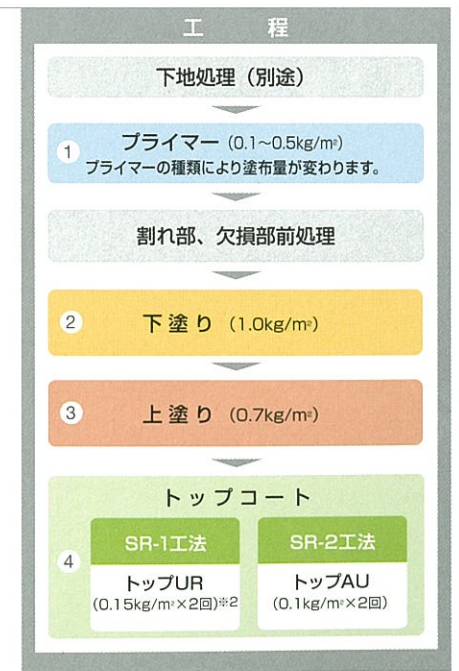 工 程
下地処理（別途）
1 プライマー（0.1～0.5kg/m²）
プライマーの種類により塗布量が変わります。
割れ部、欠損部前処理
2 下塗り（1.0kg/m²）
3 上塗り（0.7kg/m²）
トップコート
4
SR-1工法 SR-2工法
トップUR トップAU
（0.15kg/m²×2回）※2 （0.1kg/m²×2回）